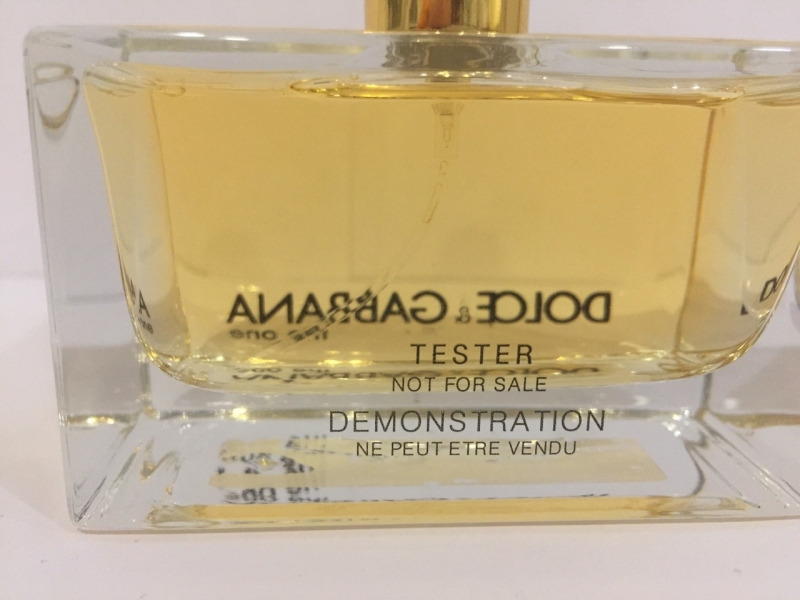 DOLCE & GABBANA
the one
TESTER
NOT FOR SALE
DEMONSTRATION
NE PEUT ETRE VENDU